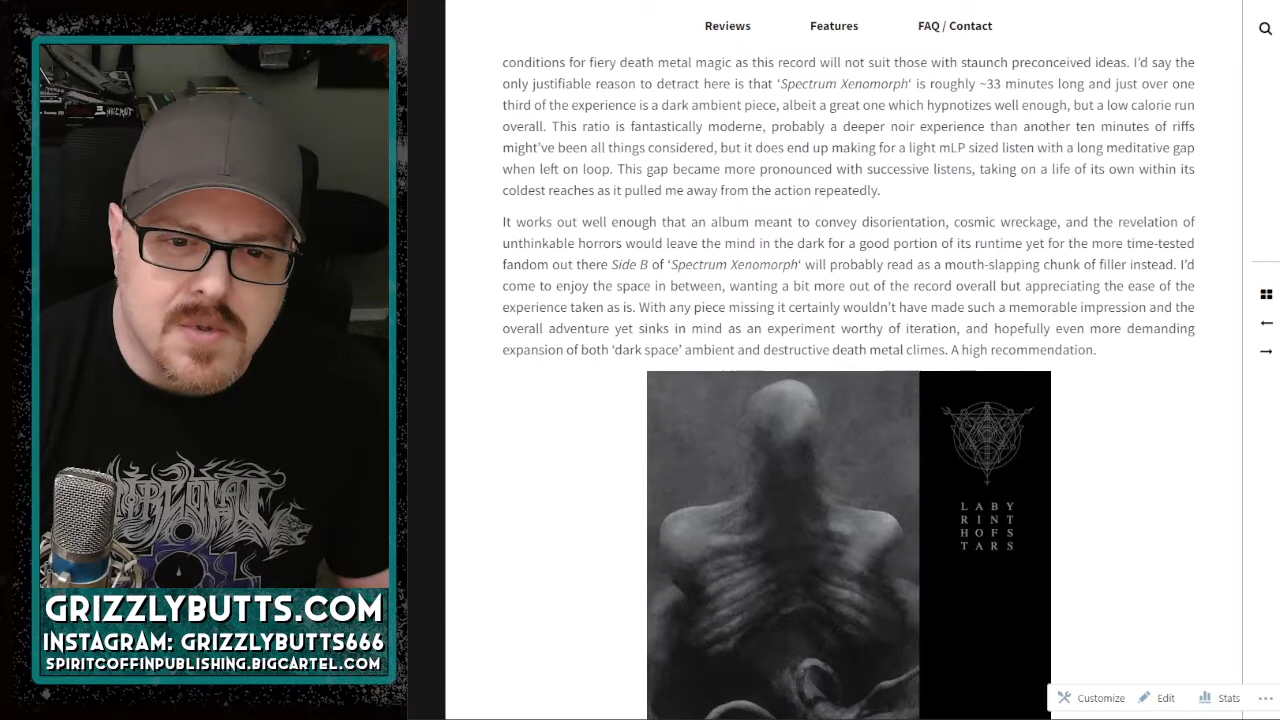 Reviews Features FAQ / Contact
conditions for fiery death metal magic as this record will not suit those with staunch preconceived ideas. I'd say the
only justifiable reason to detract here is that ‘Spectrum Xenomorph‘ is roughly ~33 minutes long and just over one
third of the experience is a dark ambient piece, albeit a great one which hypnotizes well enough, but a low calorie run
overall. This ratio is fantastically moderne, probably a deeper noir experience than another ten minutes of riffs
might've been all things considered, but it does end up making for a light mLP sized listen with a long meditative gap
when left on loop. This gap became more pronounced with successive listens, taking on a life of its own within its
coldest reaches as it pulled me away from the action repeatedly.
It works out well enough that an album meant to convey disorientation, cosmic wreckage, and the revelation of
unthinkable horrors would leave the mind in the dark for a good portion of its runtime yet for the more time-tested
fandom out there Side B of ‘Spectrum Xenomorph‘ will probably read as a mouth-slapping chunk of filler instead. I'd
come to enjoy the space in between, wanting a bit more out of the record overall but appreciating the ease of the
experience taken as is. With any piece missing it certainly wouldn't have made such a memorable impression and the
overall adventure yet sinks in mind as an experiment worthy of iteration, and hopefully even more demanding
expansion of both ‘dark space’ ambient and destructive death metal climes. A high recommendation.
L A B Y
R I N T
H O F S
T A R S
GRIZZLYBUTTS.COM
INSTAGRAM: GRIZZLYBUTTS666
SPIRITCOFFINPUBLISHING.BIGCARTEL.COM
Customize Edit Stats